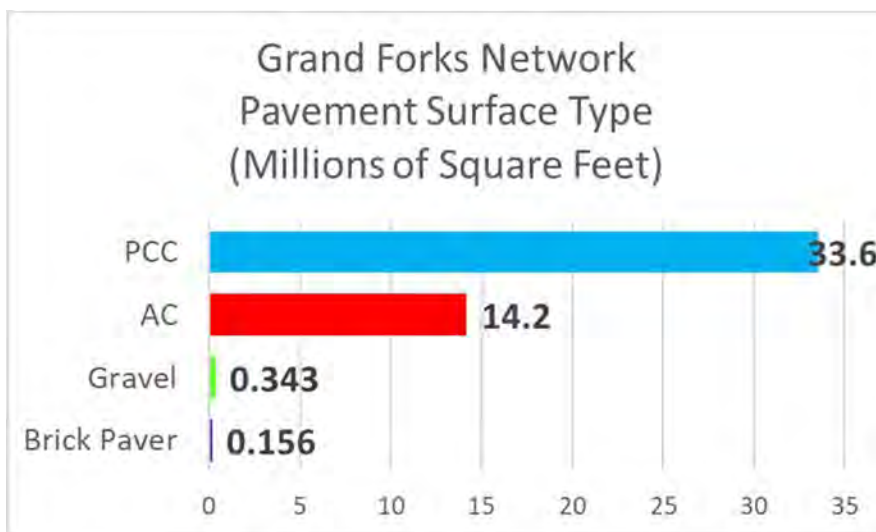 Grand Forks Network
Pavement Surface Type
(Millions of Square Feet)
PCC 33.6
AC 14.2
Gravel 0.343
Brick Paver 0.156
0 5 10 15 20 25 30 35